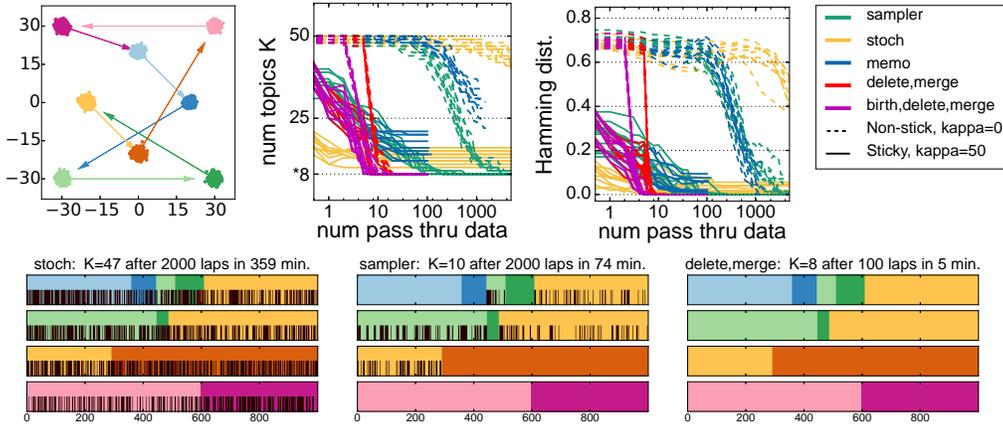 30
15
0
−15
−30
−30 −15 0 15 30
num topics K
50
25
*8
1 10 100 1000
num pass thru data
Hamming dist.
0.8
0.6
0.4
0.2
0.0
1 10 100 1000
num pass thru data
sampler
stoch
memo
delete,merge
birth,delete,merge
Non-stick, kappa=0
Sticky, kappa=50
stoch: K=47 after 2000 laps in 359 min.
0 200 400 600 800
sampler: K=10 after 2000 laps in 74 min.
0 200 400 600 800
delete,merge: K=8 after 100 laps in 5 min.
0 200 400 600 800